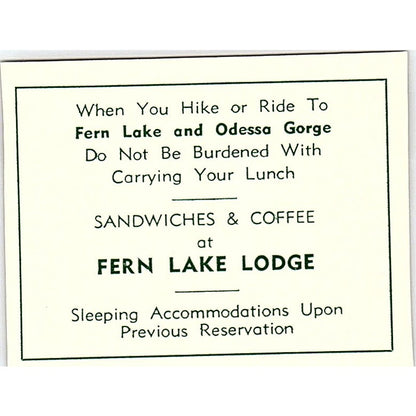 When You Hike or Ride To
Fern Lake and Odessa Gorge
Do Not Be Burdened With
Carrying Your Lunch
SANDWICHES & COFFEE
at
FERN LAKE LODGE
Sleeping Accommodations Upon
Previous Reservation